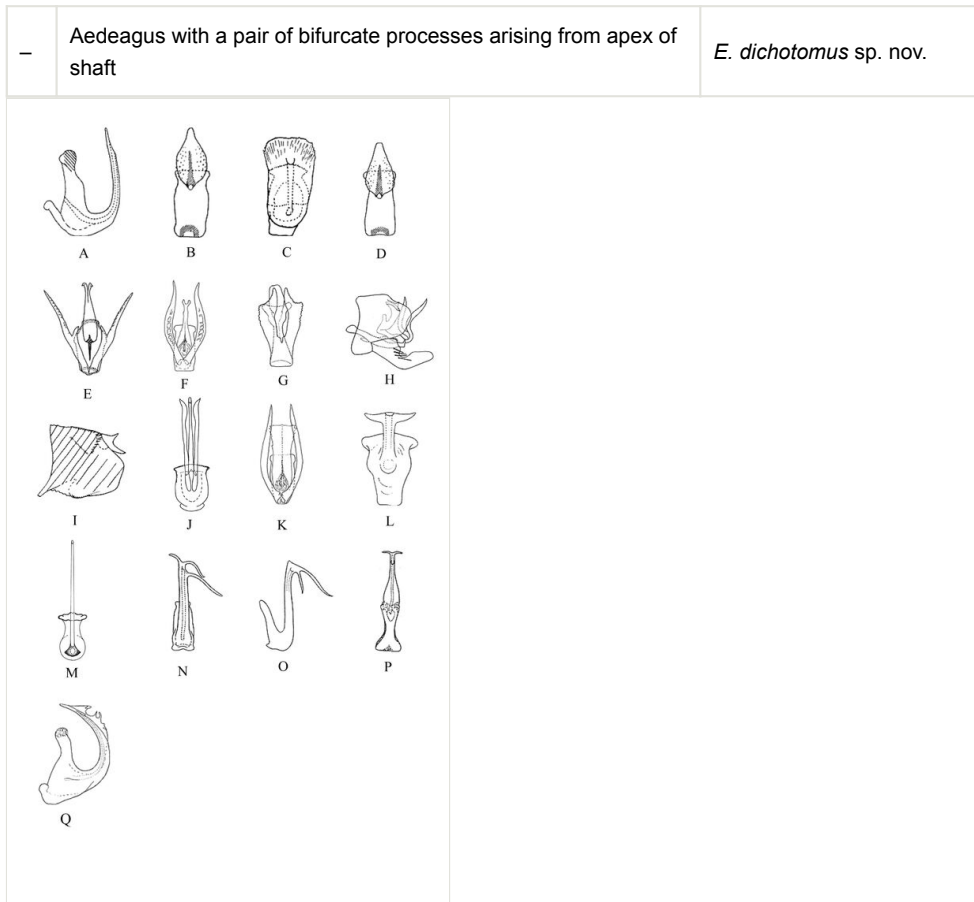 – Aedeagus with a pair of bifurcate processes arising from apex of
shaft
E. dichotomus sp. nov.
A B C D
E F G H
I J K L
M N O P
Q